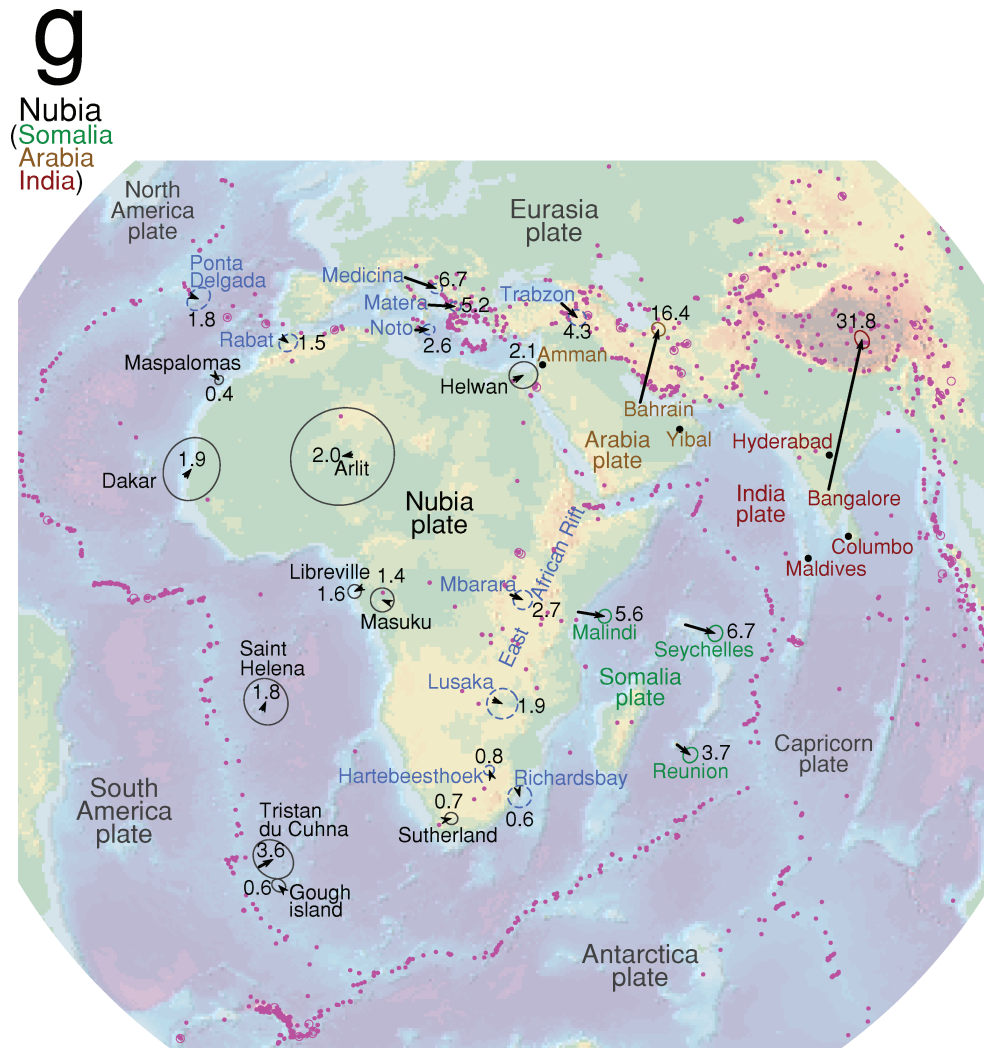 g
Nubia
(Somalia
Arabia
India)
North
America
plate
Eurasia
plate
Ponta
Delgada
1.8
Medicina
6.7
Matera
5.2
Trabzon
4.3
16.4
31.8
Noto
2.6
Rabat
1.5
Maspalomas
0.4
2.1
Amman
Helwan
Bahrain
Arabia
plate
Yibal
Hyderabad
Dakar
1.9
2.0
Arlit
Nubia
plate
India
plate
Bangalore
Columbo
Maldives
East African Rift
Libreville
1.6
1.4
Masuku
Mbarara
2.7
5.6
Malindi
6.7
Seychelles
Saint
Helena
1.8
Lusaka
1.9
Somalia
plate
3.7
Reunion
Capricorn
plate
0.8
Hartebeesthoek
Richardsbay
0.6
0.7
Sutherland
South
America
plate
Tristan
du Cuhna
3.6
0.6
Gough
island
Antarctica
plate